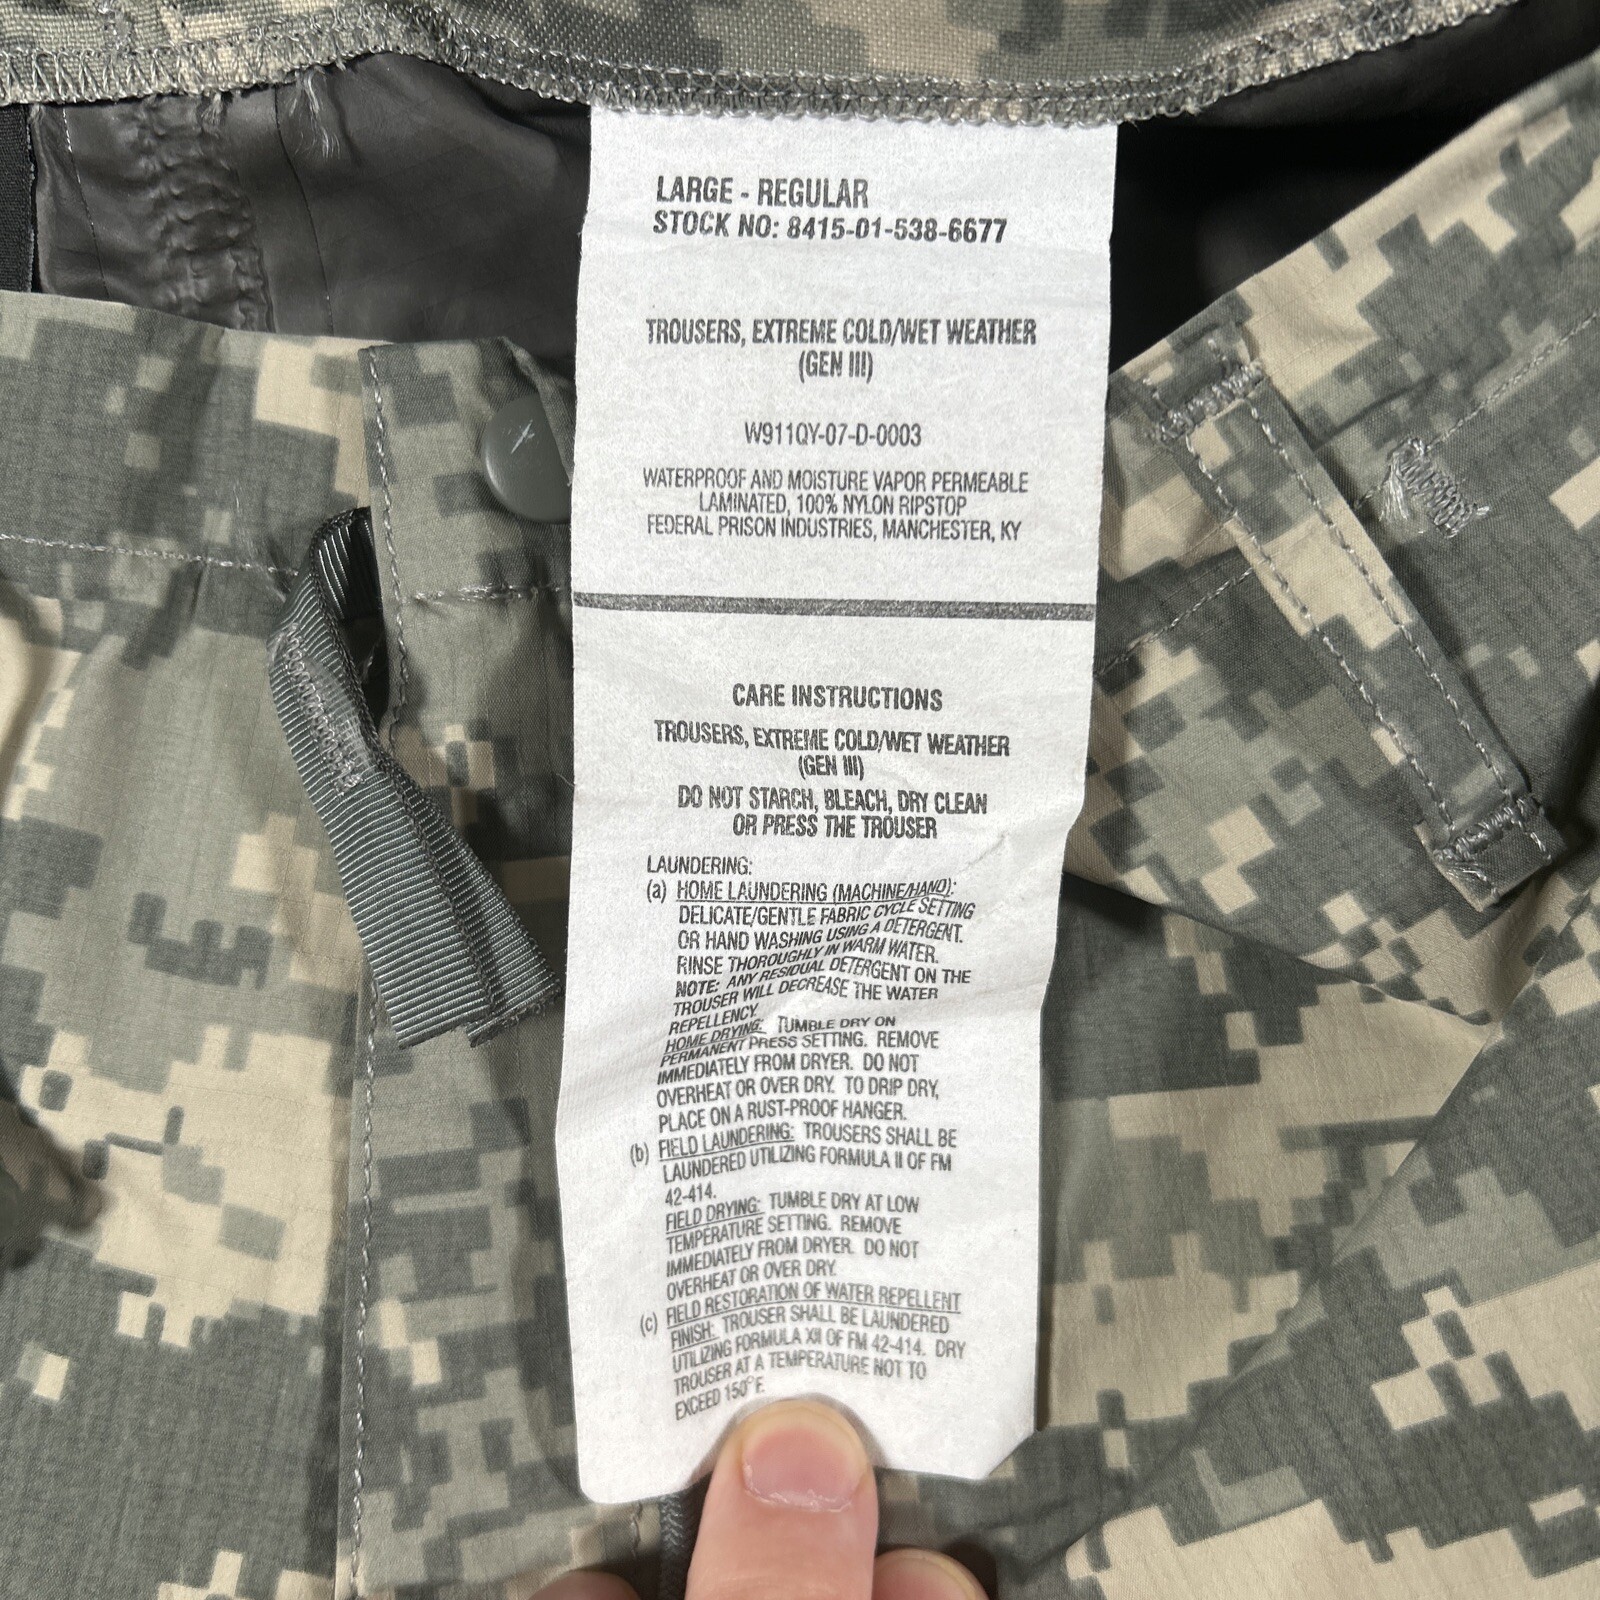 LARGE - REGULAR
STOCK NO: 8415-01-538-6677
TROUSERS, EXTREME COLD/WET WEATHER
(GEN III)
W911QY-07-D-0003
WATERPROOF AND MOISTURE VAPOR PERMEABLE
LAMINATED, 100% NYLON RIPSTOP
FEDERAL PRISON INDUSTRIES, MANCHESTER, KY
CARE INSTRUCTIONS
TROUSERS, EXTREME COLD/WET WEATHER
(GEN III)
DO NOT STARCH, BLEACH, DRY CLEAN
OR PRESS THE TROUSER
LAUNDERING:
(a) HOME LAUNDERING (MACHINE/HAND):
DELICATE/GENTLE FABRIC CYCLE SETTING
OR HAND WASHING USING A DETERGENT.
RINSE THOROUGHLY IN WARM WATER.
NOTE: ANY RESIDUAL DETERGENT ON THE
TROUSER WILL DECREASE THE WATER
REPELLENCY.
HOME DRYING: TUMBLE DRY ON
PERMANENT PRESS SETTING. REMOVE
IMMEDIATELY FROM DRYER. DO NOT
OVERHEAT OR OVER DRY. TO DRIP DRY,
PLACE ON A RUST-PROOF HANGER.
(b) FIELD LAUNDERING: TROUSERS SHALL BE
LAUNDERED UTILIZING FORMULA II OF FM
42-414.
FIELD DRYING: TUMBLE DRY AT LOW
TEMPERATURE SETTING. REMOVE
IMMEDIATELY FROM DRYER. DO NOT
OVERHEAT OR OVER DRY.
(c) FIELD RESTORATION OF WATER REPELLENT
FINISH: TROUSER SHALL BE LAUNDERED
UTILIZING FORMULA XII OF FM 42-414. DRY
TROUSER AT A TEMPERATURE NOT TO
EXCEED 150°F.